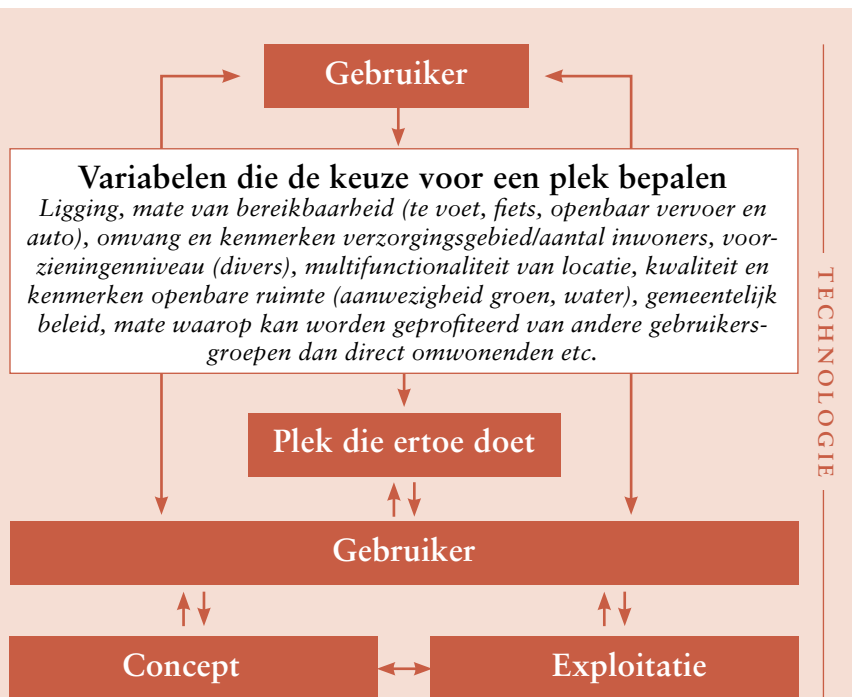 Gebruiker
Variabelen die de keuze voor een plek bepalen
Ligging, mate van bereikbaarheid (te voet, fiets, openbaar vervoer en
auto), omvang en kenmerken verzorgingsgebied/aantal inwoners, voor-
zieningenniveau (divers), multifunctionaliteit van locatie, kwaliteit en
kenmerken openbare ruimte (aanwezigheid groen, water), gemeentelijk
beleid, mate waarop kan worden geprofiteerd van andere gebruikers-
groepen dan direct omwonenden etc.
TECHNOLOGIE
Plek die ertoe doet
Gebruiker
Concept
Exploitatie